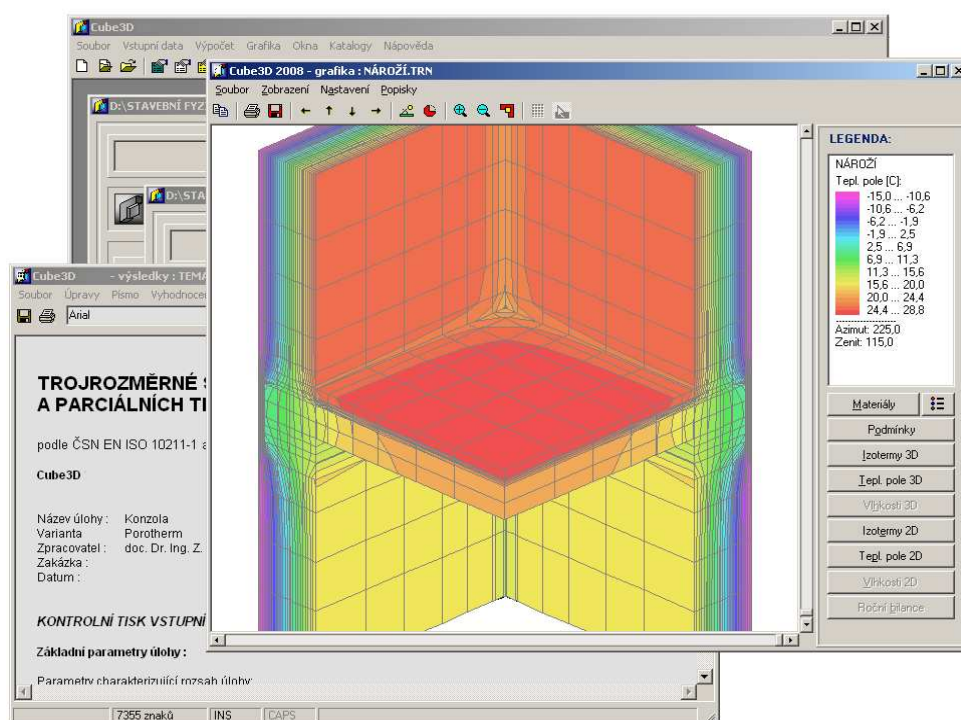 Cube3D
Soubor Vstupní data Výpočet Grafika Okna Katalogy Nápověda
D:\STAVEBNÍ FYZ
D:\STA
Cube3D 2008 - grafika : NÁROŽÍ.TRN
Soubor Zobrazení Nastavení Popisky
LEGENDA:
NÁROŽÍ
Tepl. pole [C]:
-15,0 ... -10,6
-10,6 ... -6,2
-6,2 ... -1,9
-1,9 ... 2,5
2,5 ... 6,9
6,9 ... 11,3
11,3 ... 15,6
15,6 ... 20,0
20,0 ... 24,4
24,4 ... 28,8
Azimut: 225,0
Zenit: 115,0
Materiály
Podmínky
Izotermy 3D
Tepl. pole 3D
Vlhkosti 3D
Izotermy 2D
Tepl. pole 2D
Vlhkosti 2D
Roční bilance
Cube3D - výsledky : TEMA
Soubor Úpravy Písmo Vyhodnocen
Arial
TROJROZMĚRNÉ S
A PARCIÁLNÍCH TL
podle ČSN EN ISO 10211-1 a
Cube3D
Název úlohy : Konzola
Varianta Porotherm
Zpracovatel : doc. Dr. Ing. Z.
Zakázka :
Datum :
KONTROLNÍ TISK VSTUPNÍ
Základní parametry úlohy :
Parametry charakterizující rozsah úlohy:
7355 znaků INS CAPS